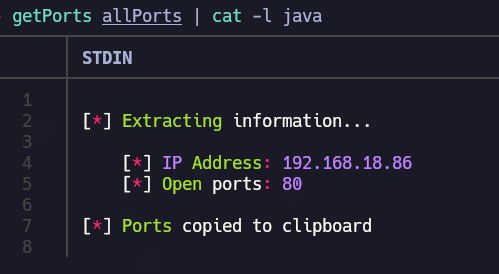 getPorts allPorts | cat -l java
STDIN
1
2 [*] Extracting information...
3
4 [*] IP Address: 192.168.18.86
5 [*] Open ports: 80
6
7 [*] Ports copied to clipboard
8